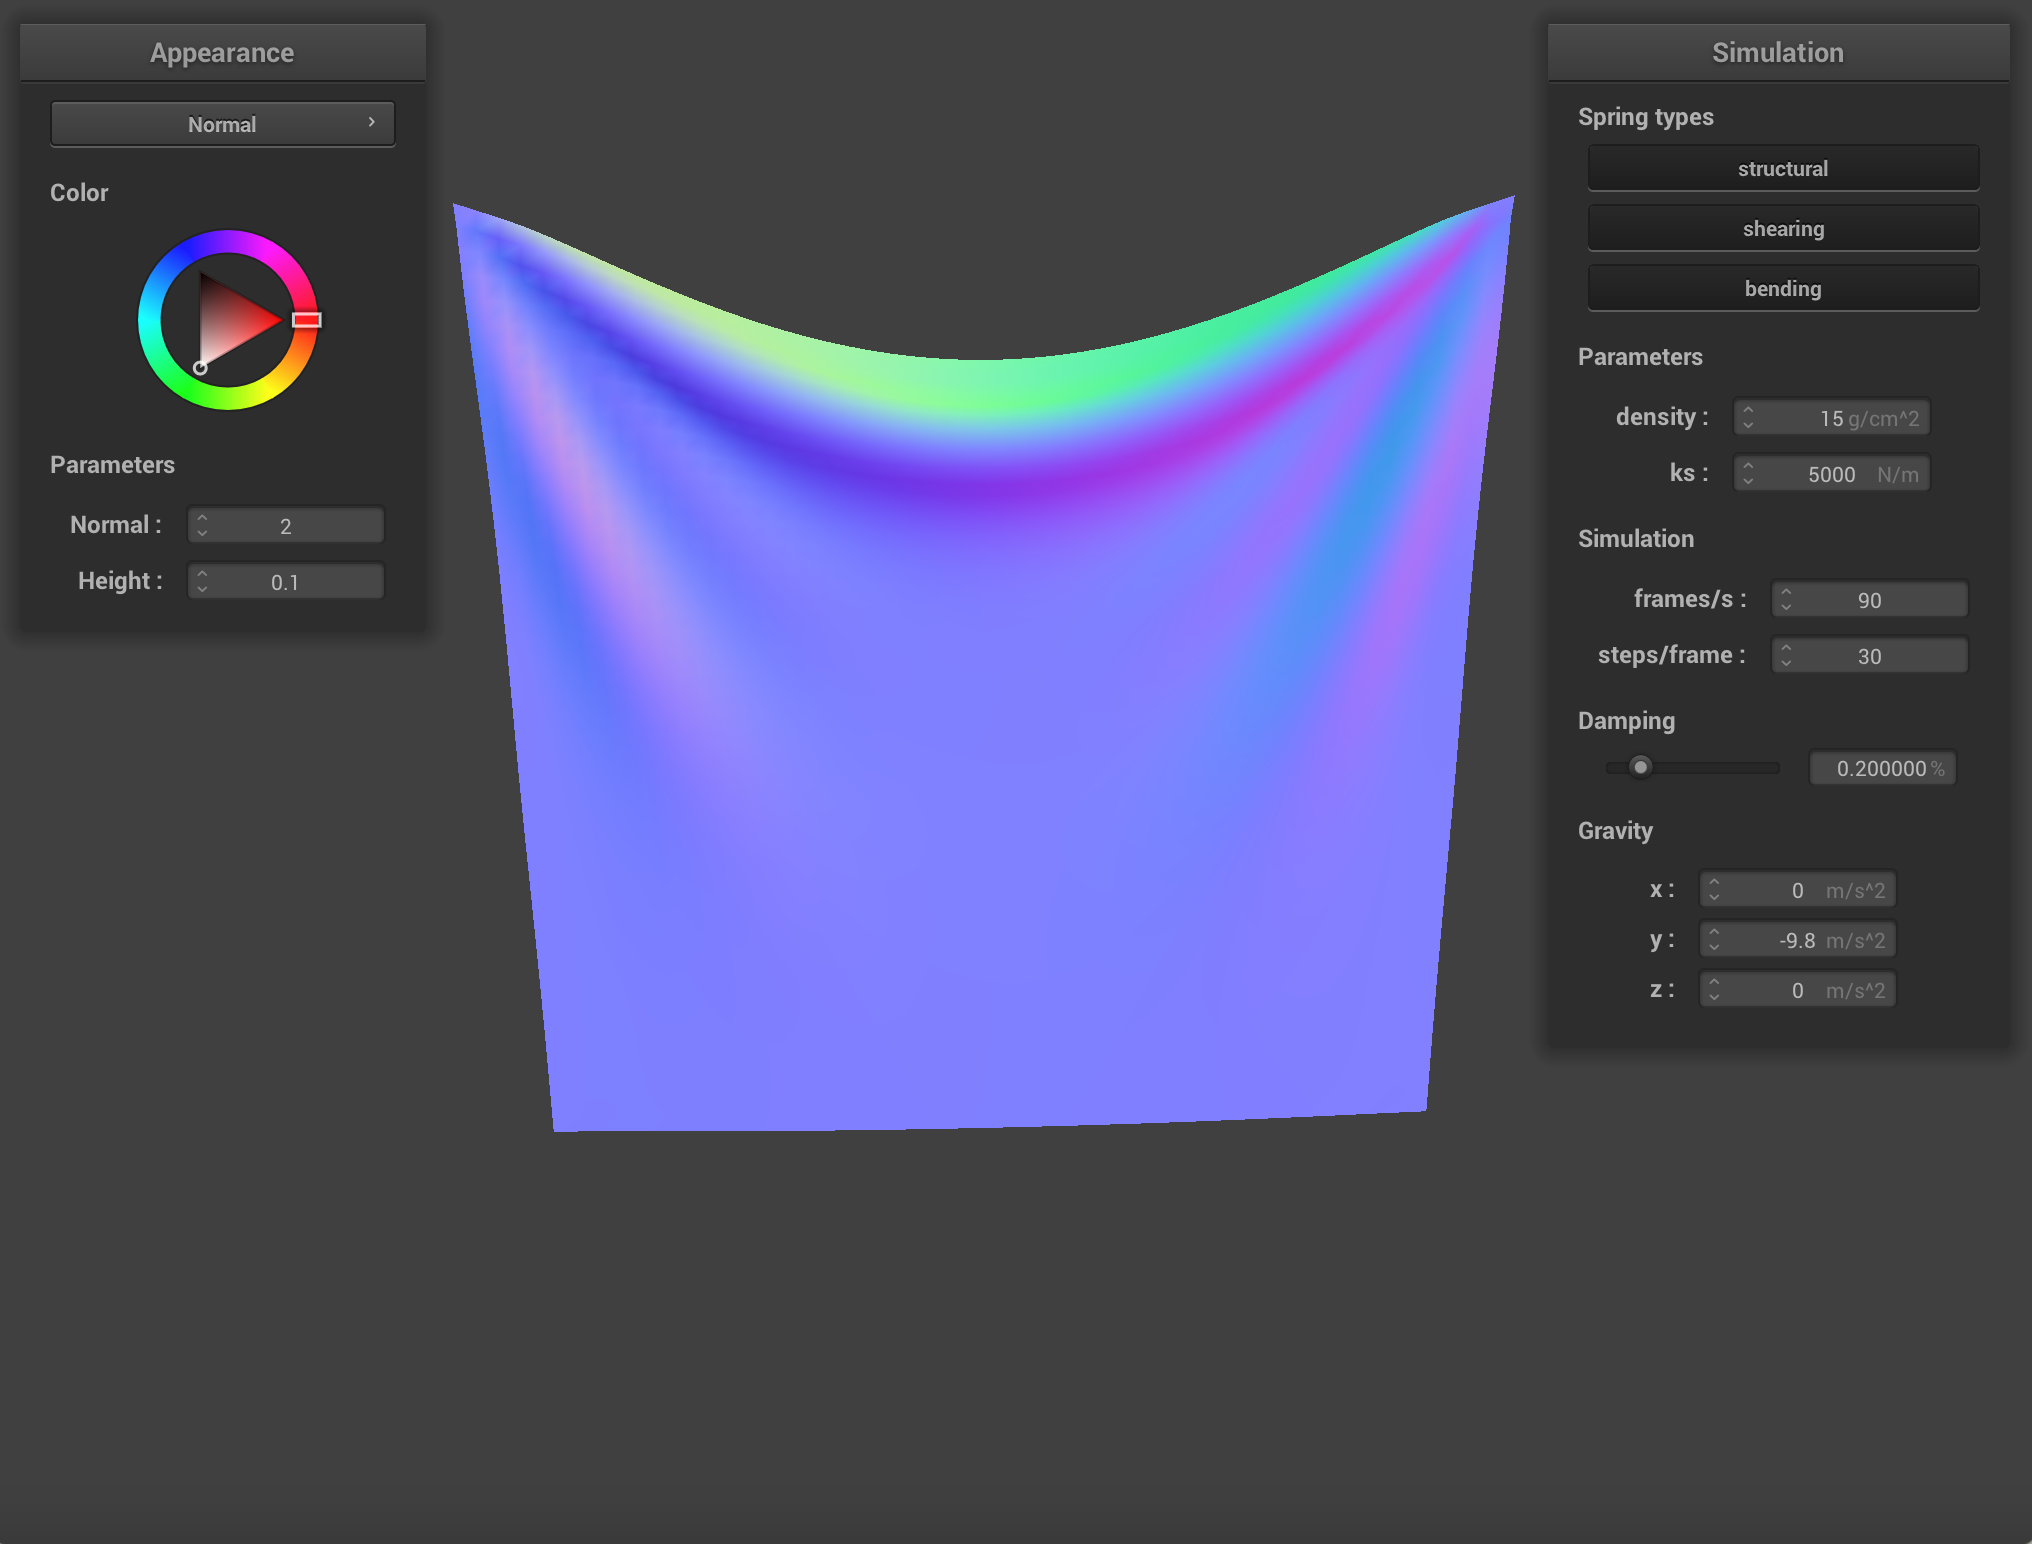 Appearance
Normal
Color
Parameters
Normal : 2
Height : 0.1
Simulation
Spring types
structural
shearing
bending
Parameters
density : 15 g/cm^2
ks : 5000 N/m
Simulation
frames/s : 90
steps/frame : 30
Damping
0.200000 %
Gravity
x : 0 m/s^2
y : -9.8 m/s^2
z : 0 m/s^2